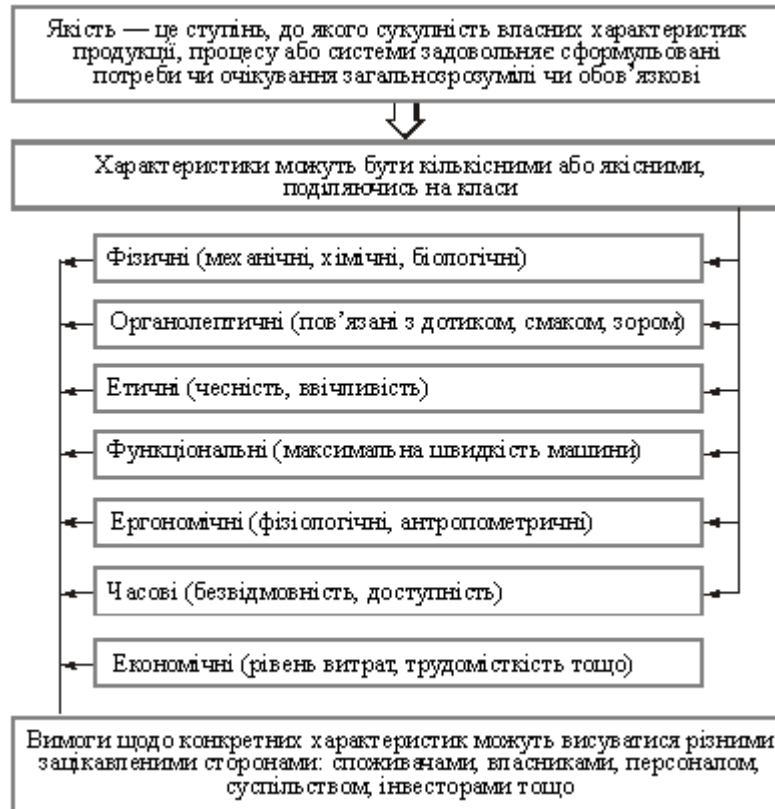 Якість — це ступінь, до якого сукупність власних характеристик
продукції, процесу або системи задовольняє сформульовані
потреби чи очікування загальнозрозумілі чи обов’язкові
Характеристики можуть бути кількісними або якісними,
поділяючись на класи
Фізичні (механічні, хімічні, біологічні)
Органолептичні (пов’язані з дотиком, смаком, зором)
Етичні (чесність, ввічливість)
Функціональні (максимальна швидкість машини)
Ергономічні (фізіологічні, антропометричні)
Часові (безвідмовність, доступність)
Економічні (рівень витрат, трудомісткість тощо)
Вимоги щодо конкретних характеристик можуть висуватися різними
зацікавленими сторонами: споживачами, власниками, персоналом,
суспільством, інвесторами тощо